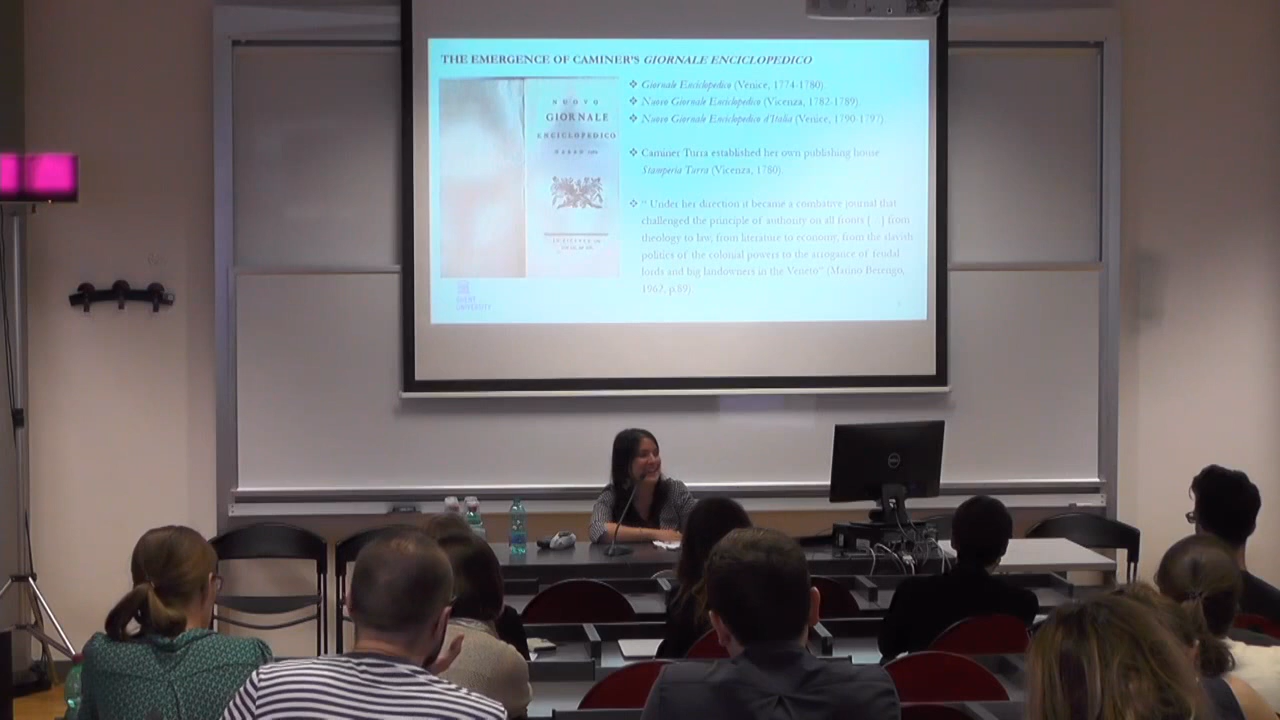 THE EMERGENCE OF CAMINER'S GIORNALE ENCICLOPEDICO
NUOVO
GIORNALE
ENCICLOPEDICO
❖ Giornale Enciclopedico (Venice, 1774-1780).
❖ Nuovo Giornale Enciclopedico (Vicenza, 1782-1789).
❖ Nuovo Giornale Enciclopedico d'Italia (Venice, 1790-1797).
❖ Caminer Turra established her own publishing house
Stamperia Turra (Vicenza, 1780)
❖ " Under her direction it became a combative journal that
challenged the principle of authority on all fronts [...] from
theology to law, from literature to economy, from the slavish
politics of the colonial powers to the arrogance of feudal
lords and big landowners in the Veneto" (Marino Berengo,
1962, p.89)
GHENT
UNIVERSITY
DELL